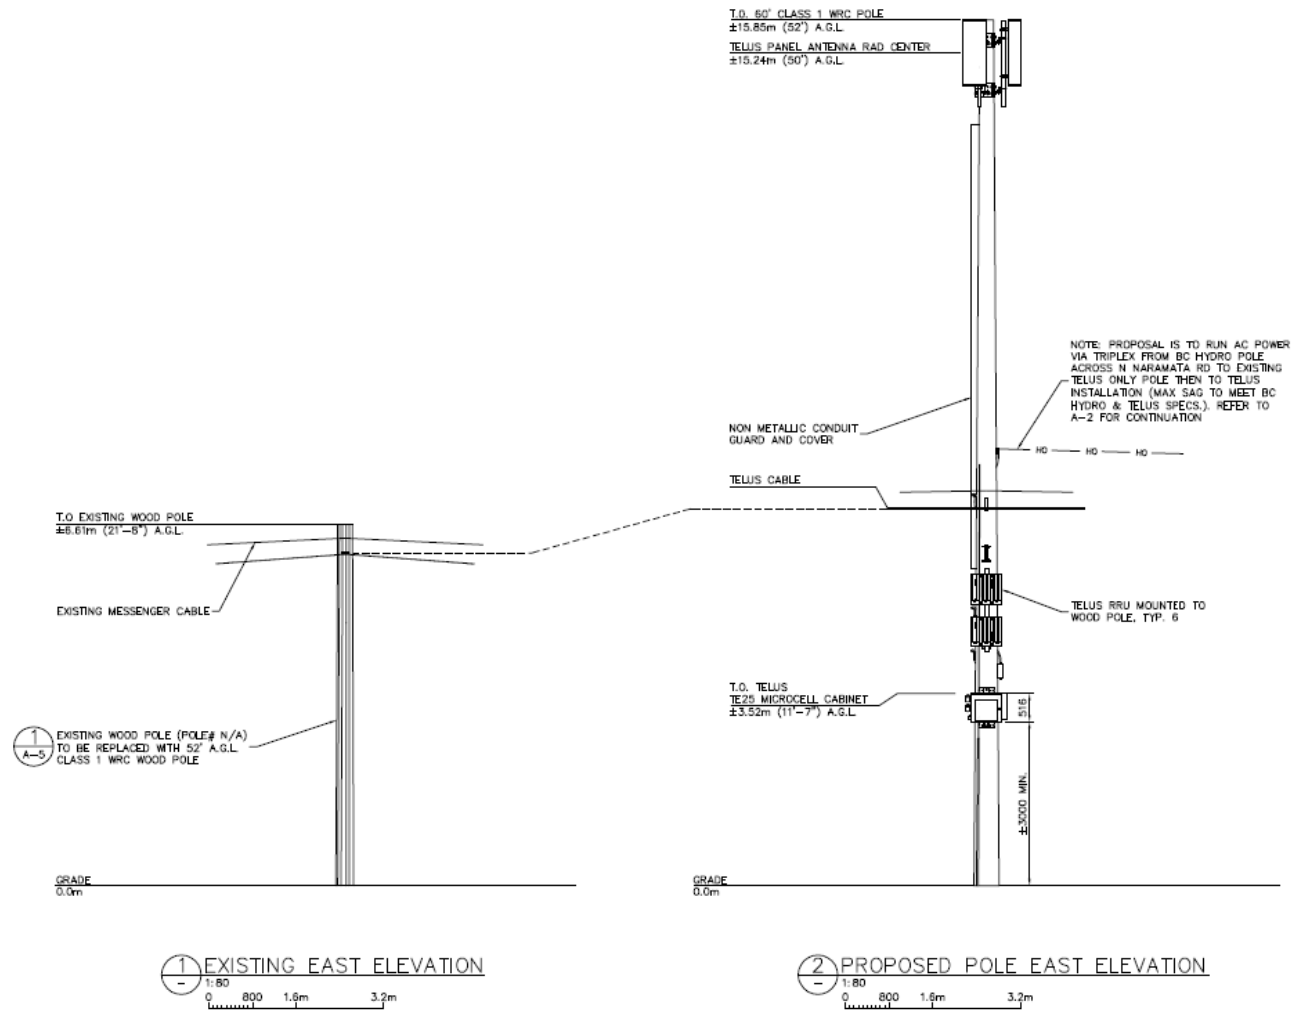 T.O. 60' CLASS 1 WRC POLE
±15.85m (52') A.G.L.
TELUS PANEL ANTENNA RAD CENTER
±15.24m (50') A.G.L.
NOTE: PROPOSAL IS TO RUN AC POWER
VIA TRIPLEX FROM BC HYDRO POLE
ACROSS N NARAMATA RD TO EXISTING
TELUS ONLY POLE THEN TO TELUS
INSTALLATION (MAX SAG TO MEET BC
HYDRO & TELUS SPECS.). REFER TO
A-2 FOR CONTINUATION
NON METALLIC CONDUIT
GUARD AND COVER
HO HO HO
TELUS CABLE
T.O EXISTING WOOD POLE
±6.61m (21'-8") A.G.L.
EXISTING MESSENGER CABLE
TELUS RRU MOUNTED TO
WOOD POLE, TYP. 6
T.O. TELUS
TE25 MICROCELL CABINET
±3.52m (11'-7") A.G.L.
516
1
A-5
EXISTING WOOD POLE (POLE# N/A)
TO BE REPLACED WITH 52' A.G.L.
CLASS 1 WRC WOOD POLE
±3000 MIN.
GRADE
0.0m
GRADE
0.0m
1 EXISTING EAST ELEVATION
- 1:80
0 800 1.6m 3.2m
2 PROPOSED POLE EAST ELEVATION
- 1:80
0 800 1.6m 3.2m